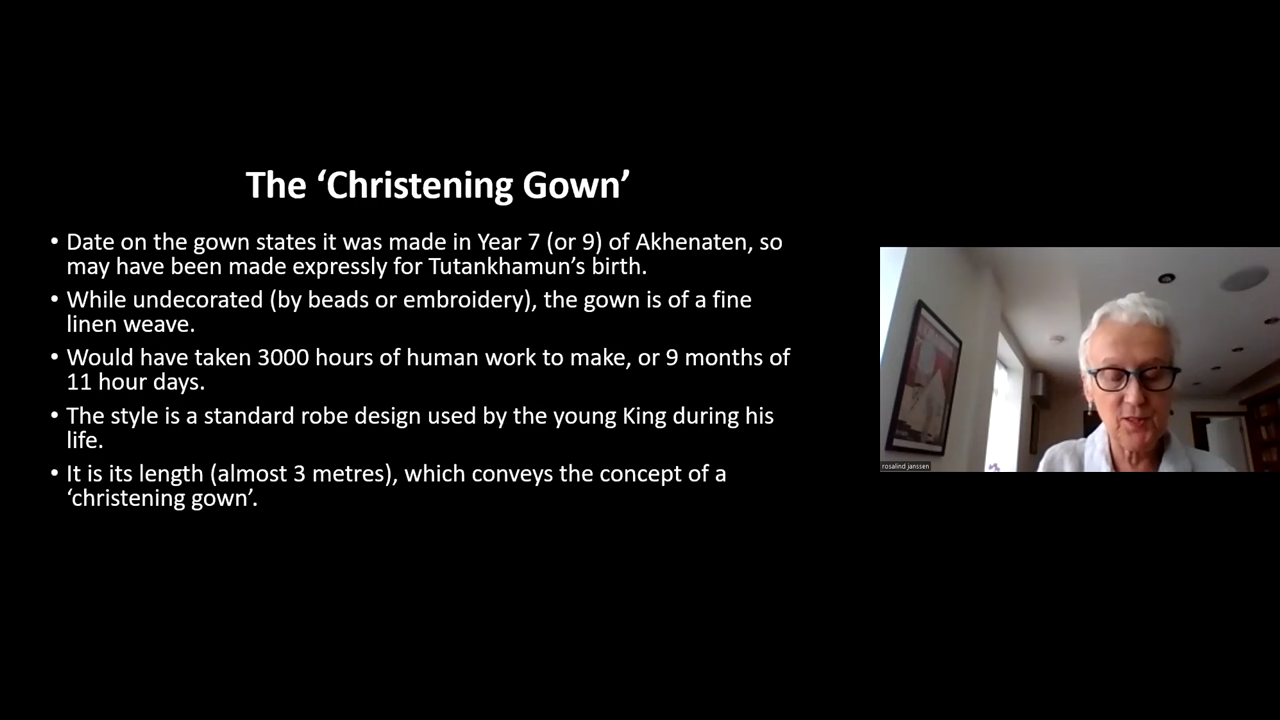 The ‘Christening Gown’
• Date on the gown states it was made in Year 7 (or 9) of Akhenaten, so
may have been made expressly for Tutankhamun’s birth.
• While undecorated (by beads or embroidery), the gown is of a fine
linen weave.
• Would have taken 3000 hours of human work to make, or 9 months of
11 hour days.
• The style is a standard robe design used by the young King during his
life.
• It is its length (almost 3 metres), which conveys the concept of a
‘christening gown’.
rosalind janssen